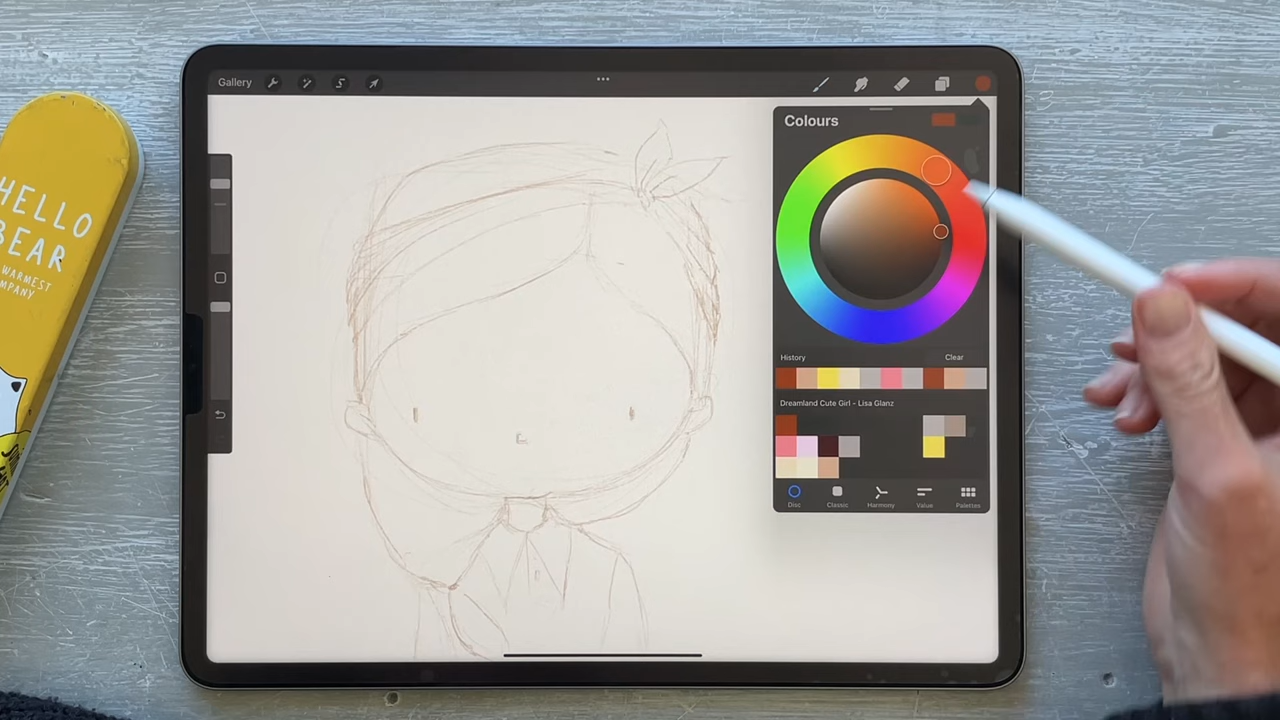 Gallery
HELLO
BEAR
WARMEST
MPANY
Colours
History
Clear
Dreamland Cute Girl - Lisa Glanz
Disc
Classic
Harmony
Value
Palettes